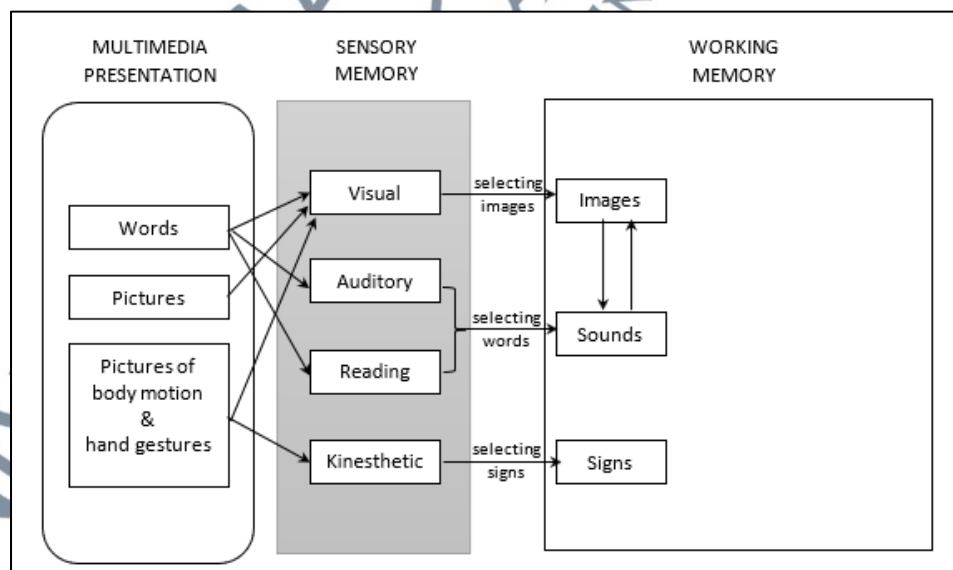 MULTIMEDIA
PRESENTATION
SENSORY
MEMORY
WORKING
MEMORY
Words
Pictures
Pictures of
body motion
&
hand gestures
Visual
Auditory
Reading
Kinesthetic
selecting
images
selecting
words
selecting
signs
Images
Sounds
Signs